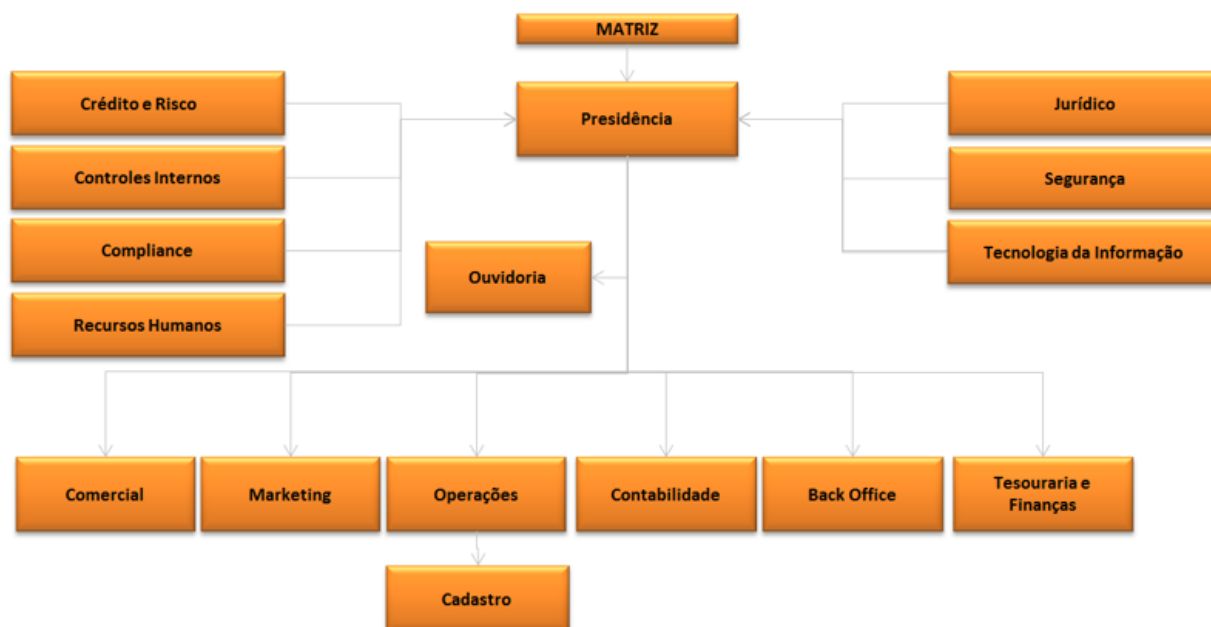 MATRIZ
Crédito e Risco
Presidência
Jurídico
Controles Internos
Segurança
Compliance
Ouvidoria
Tecnologia da Informação
Recursos Humanos
Comercial
Marketing
Operações
Contabilidade
Back Office
Tesouraria e
Finanças
Cadastro